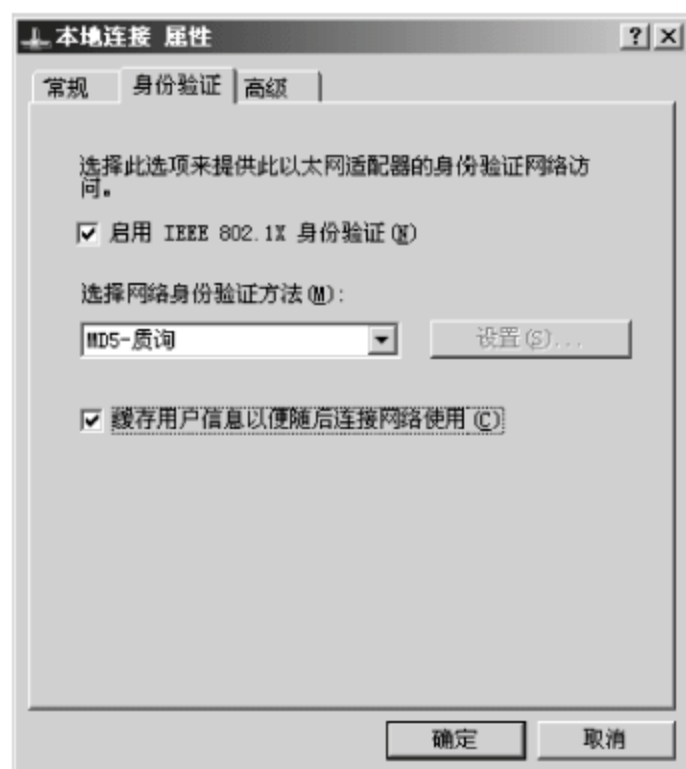 本地连接 属性
常规 身份验证 高级
选择此选项来提供此以太网适配器的身份验证网络访
问。
启用 IEEE 802.1X 身份验证(N)
选择网络身份验证方法(M):
MD5-质询 设置(S)...
缓存用户信息以便随后连接网络使用(C)
确定 取消